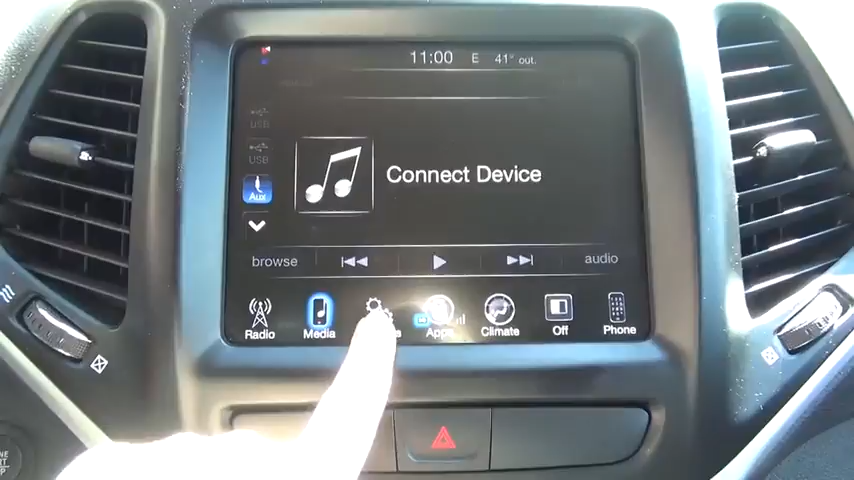 11:00 E 41° out.
USB
USB
Aux
Connect Device
browse
audio
Radio
Media
Apps
Climate
Off
Phone